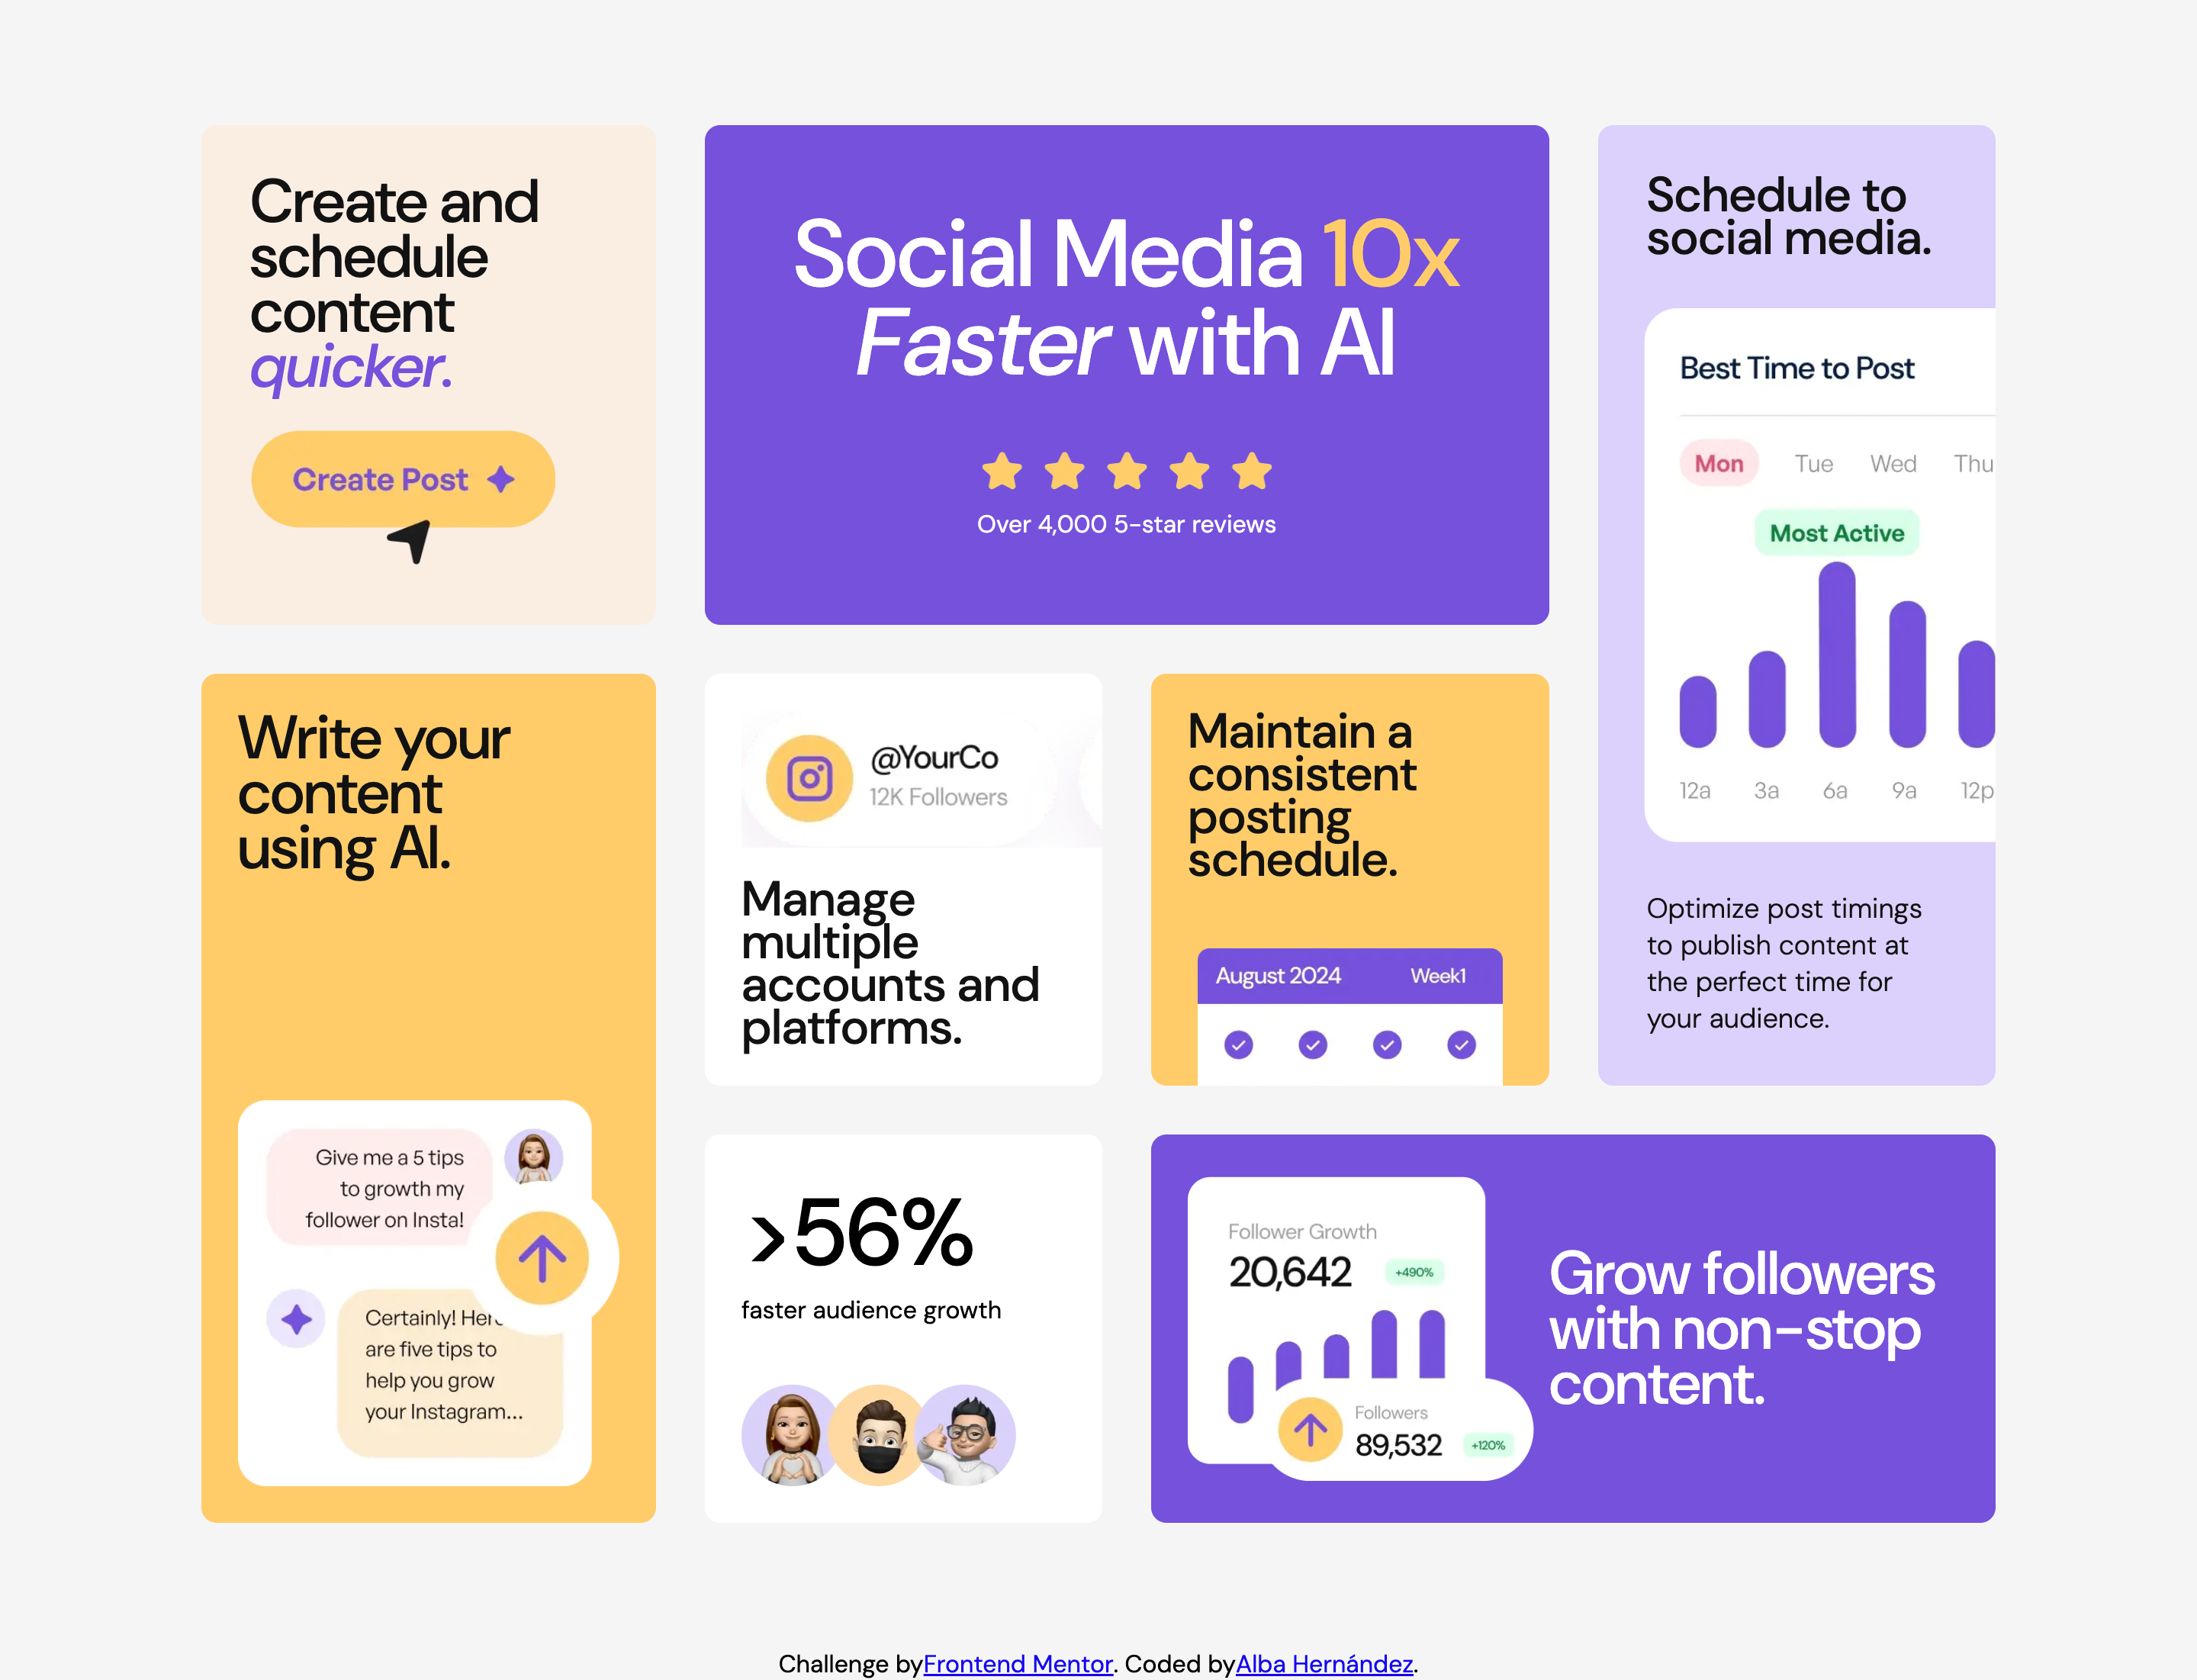 Create and
schedule
content
quicker.
Create Post
Social Media 10x
Faster with AI
Over 4,000 5-star reviews
Schedule to
social media.
Best Time to Post
Mon Tue Wed Thu
Most Active
12a 3a 6a 9a 12p
Optimize post timings
to publish content at
the perfect time for
your audience.
Write your
content
using AI.
Give me a 5 tips
to growth my
follower on Insta!
Certainly! Here
are five tips to
help you grow
your Instagram...
@YourCo
12K Followers
Manage
multiple
accounts and
platforms.
Maintain a
consistent
posting
schedule.
August 2024 Week1
>56%
faster audience growth
Follower Growth
20,642 +490%
Followers
89,532 +120%
Grow followers
with non-stop
content.
Challenge byFrontend Mentor. Coded byAlba Hernández.